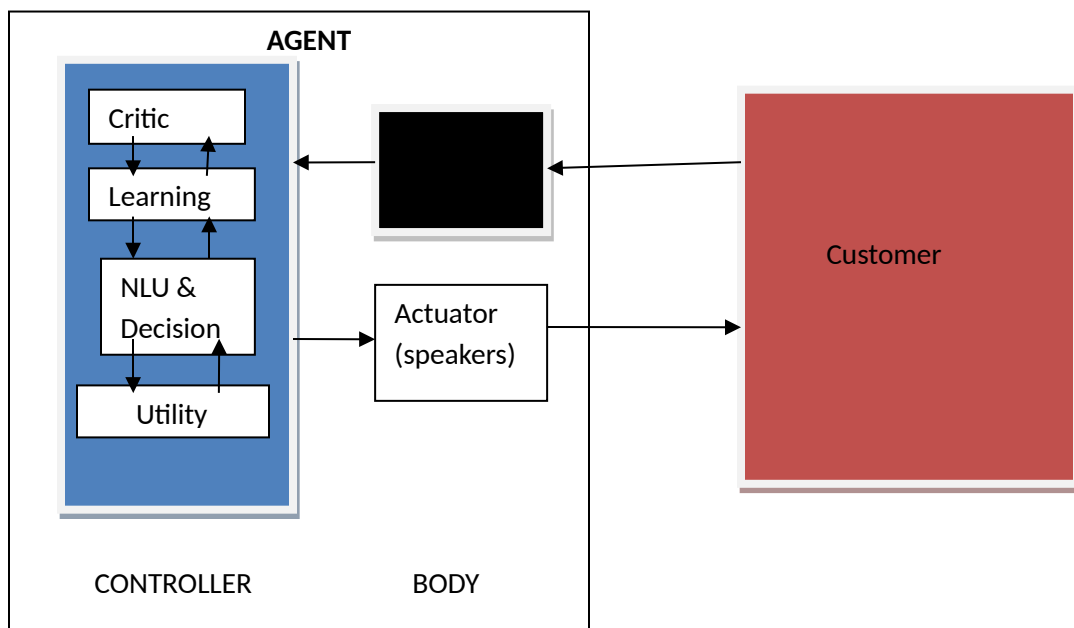 AGENT
Critic
Learning
NLU &
Decision
Utility
Actuator
(speakers)
Customer
CONTROLLER
BODY